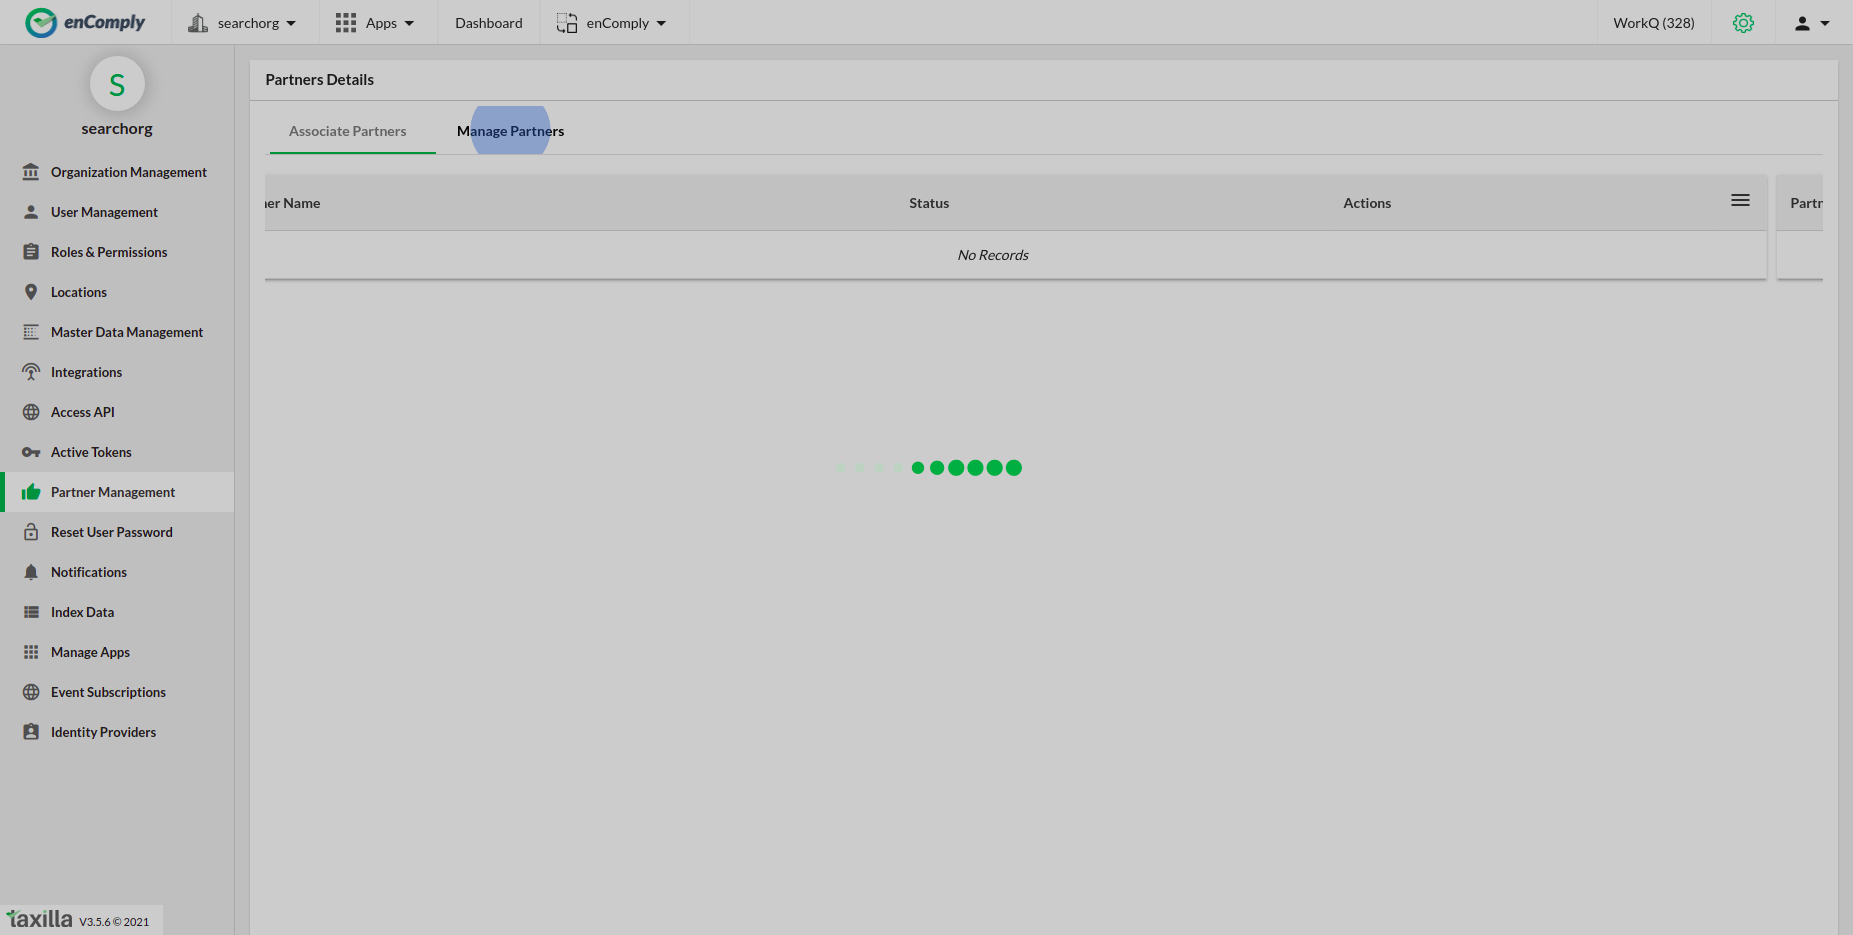 enComply
searchorg
Apps
Dashboard
enComply
WorkQ (328)
S
searchorg
Organization Management
User Management
Roles & Permissions
Locations
Master Data Management
Integrations
Access API
Active Tokens
Partner Management
Reset User Password
Notifications
Index Data
Manage Apps
Event Subscriptions
Identity Providers
taxilla V3.5.6 © 2021
Partners Details
Associate Partners
Manage Partners
Name
Status
Actions
No Records